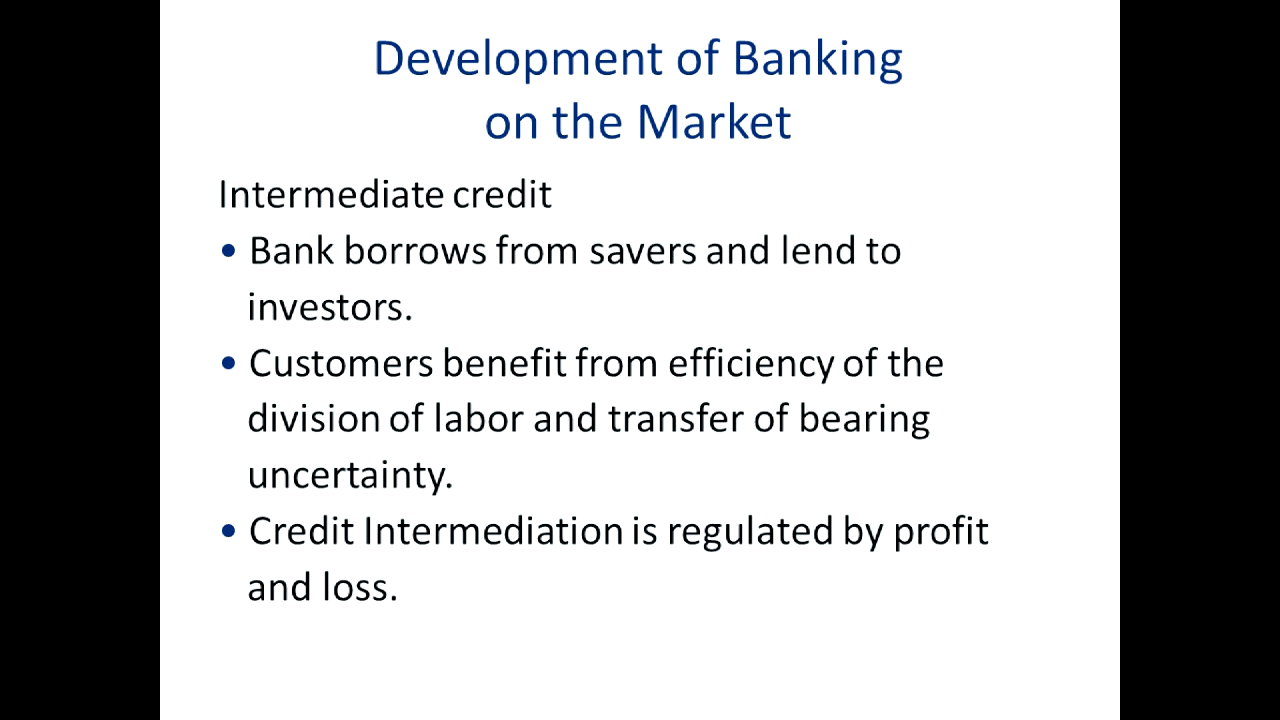 Development of Banking
on the Market
Intermediate credit
• Bank borrows from savers and lend to
investors.
• Customers benefit from efficiency of the
division of labor and transfer of bearing
uncertainty.
• Credit Intermediation is regulated by profit
and loss.